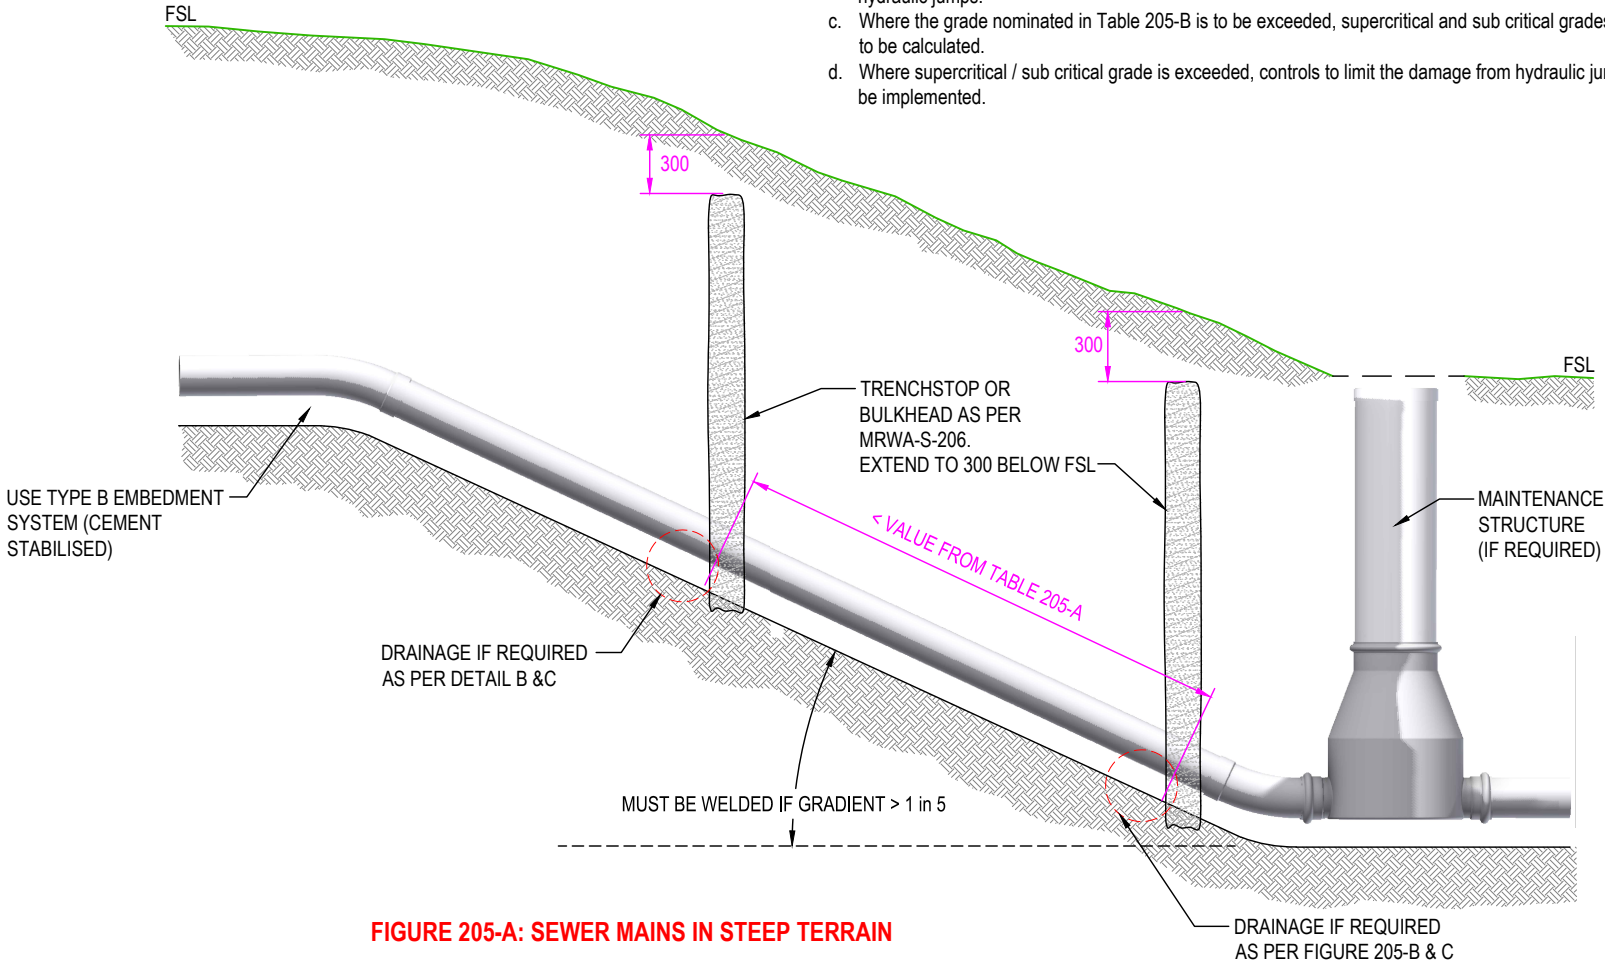 hydraulic jumps.
c. Where the grade nominated in Table 205-B is to be exceeded, supercritical and sub critical grades
to be calculated.
d. Where supercritical / sub critical grade is exceeded, controls to limit the damage from hydraulic
be implemented.
FSL
300
300
FSL
TRENCHSTOP OR
BULKHEAD AS PER
MRWA-S-206.
EXTEND TO 300 BELOW FSL
USE TYPE B EMBEDMENT
SYSTEM (CEMENT
STABILISED)
MAINTENANCE
STRUCTURE
(IF REQUIRED)
< VALUE FROM TABLE 205-A
DRAINAGE IF REQUIRED
AS PER DETAIL B &C
MUST BE WELDED IF GRADIENT > 1 in 5
FIGURE 205-A: SEWER MAINS IN STEEP TERRAIN
DRAINAGE IF REQUIRED
AS PER FIGURE 205-B & C